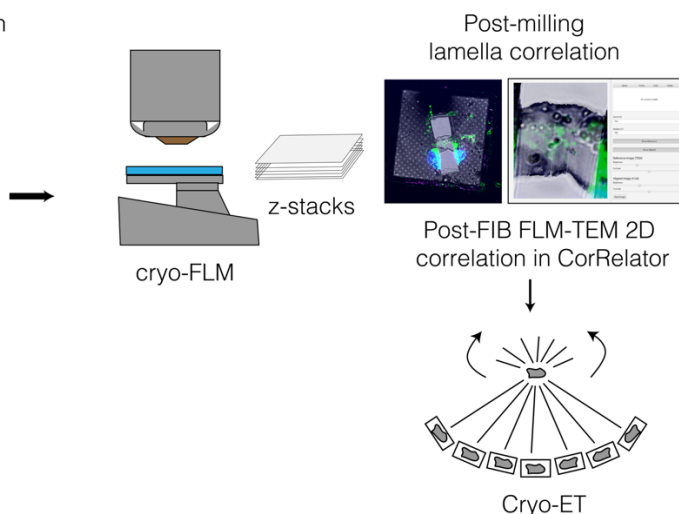 n
Post-milling
lamella correlation
z-stacks
cryo-FLM
Post-FIB FLM-TEM 2D
correlation in CorRelator
Cryo-ET